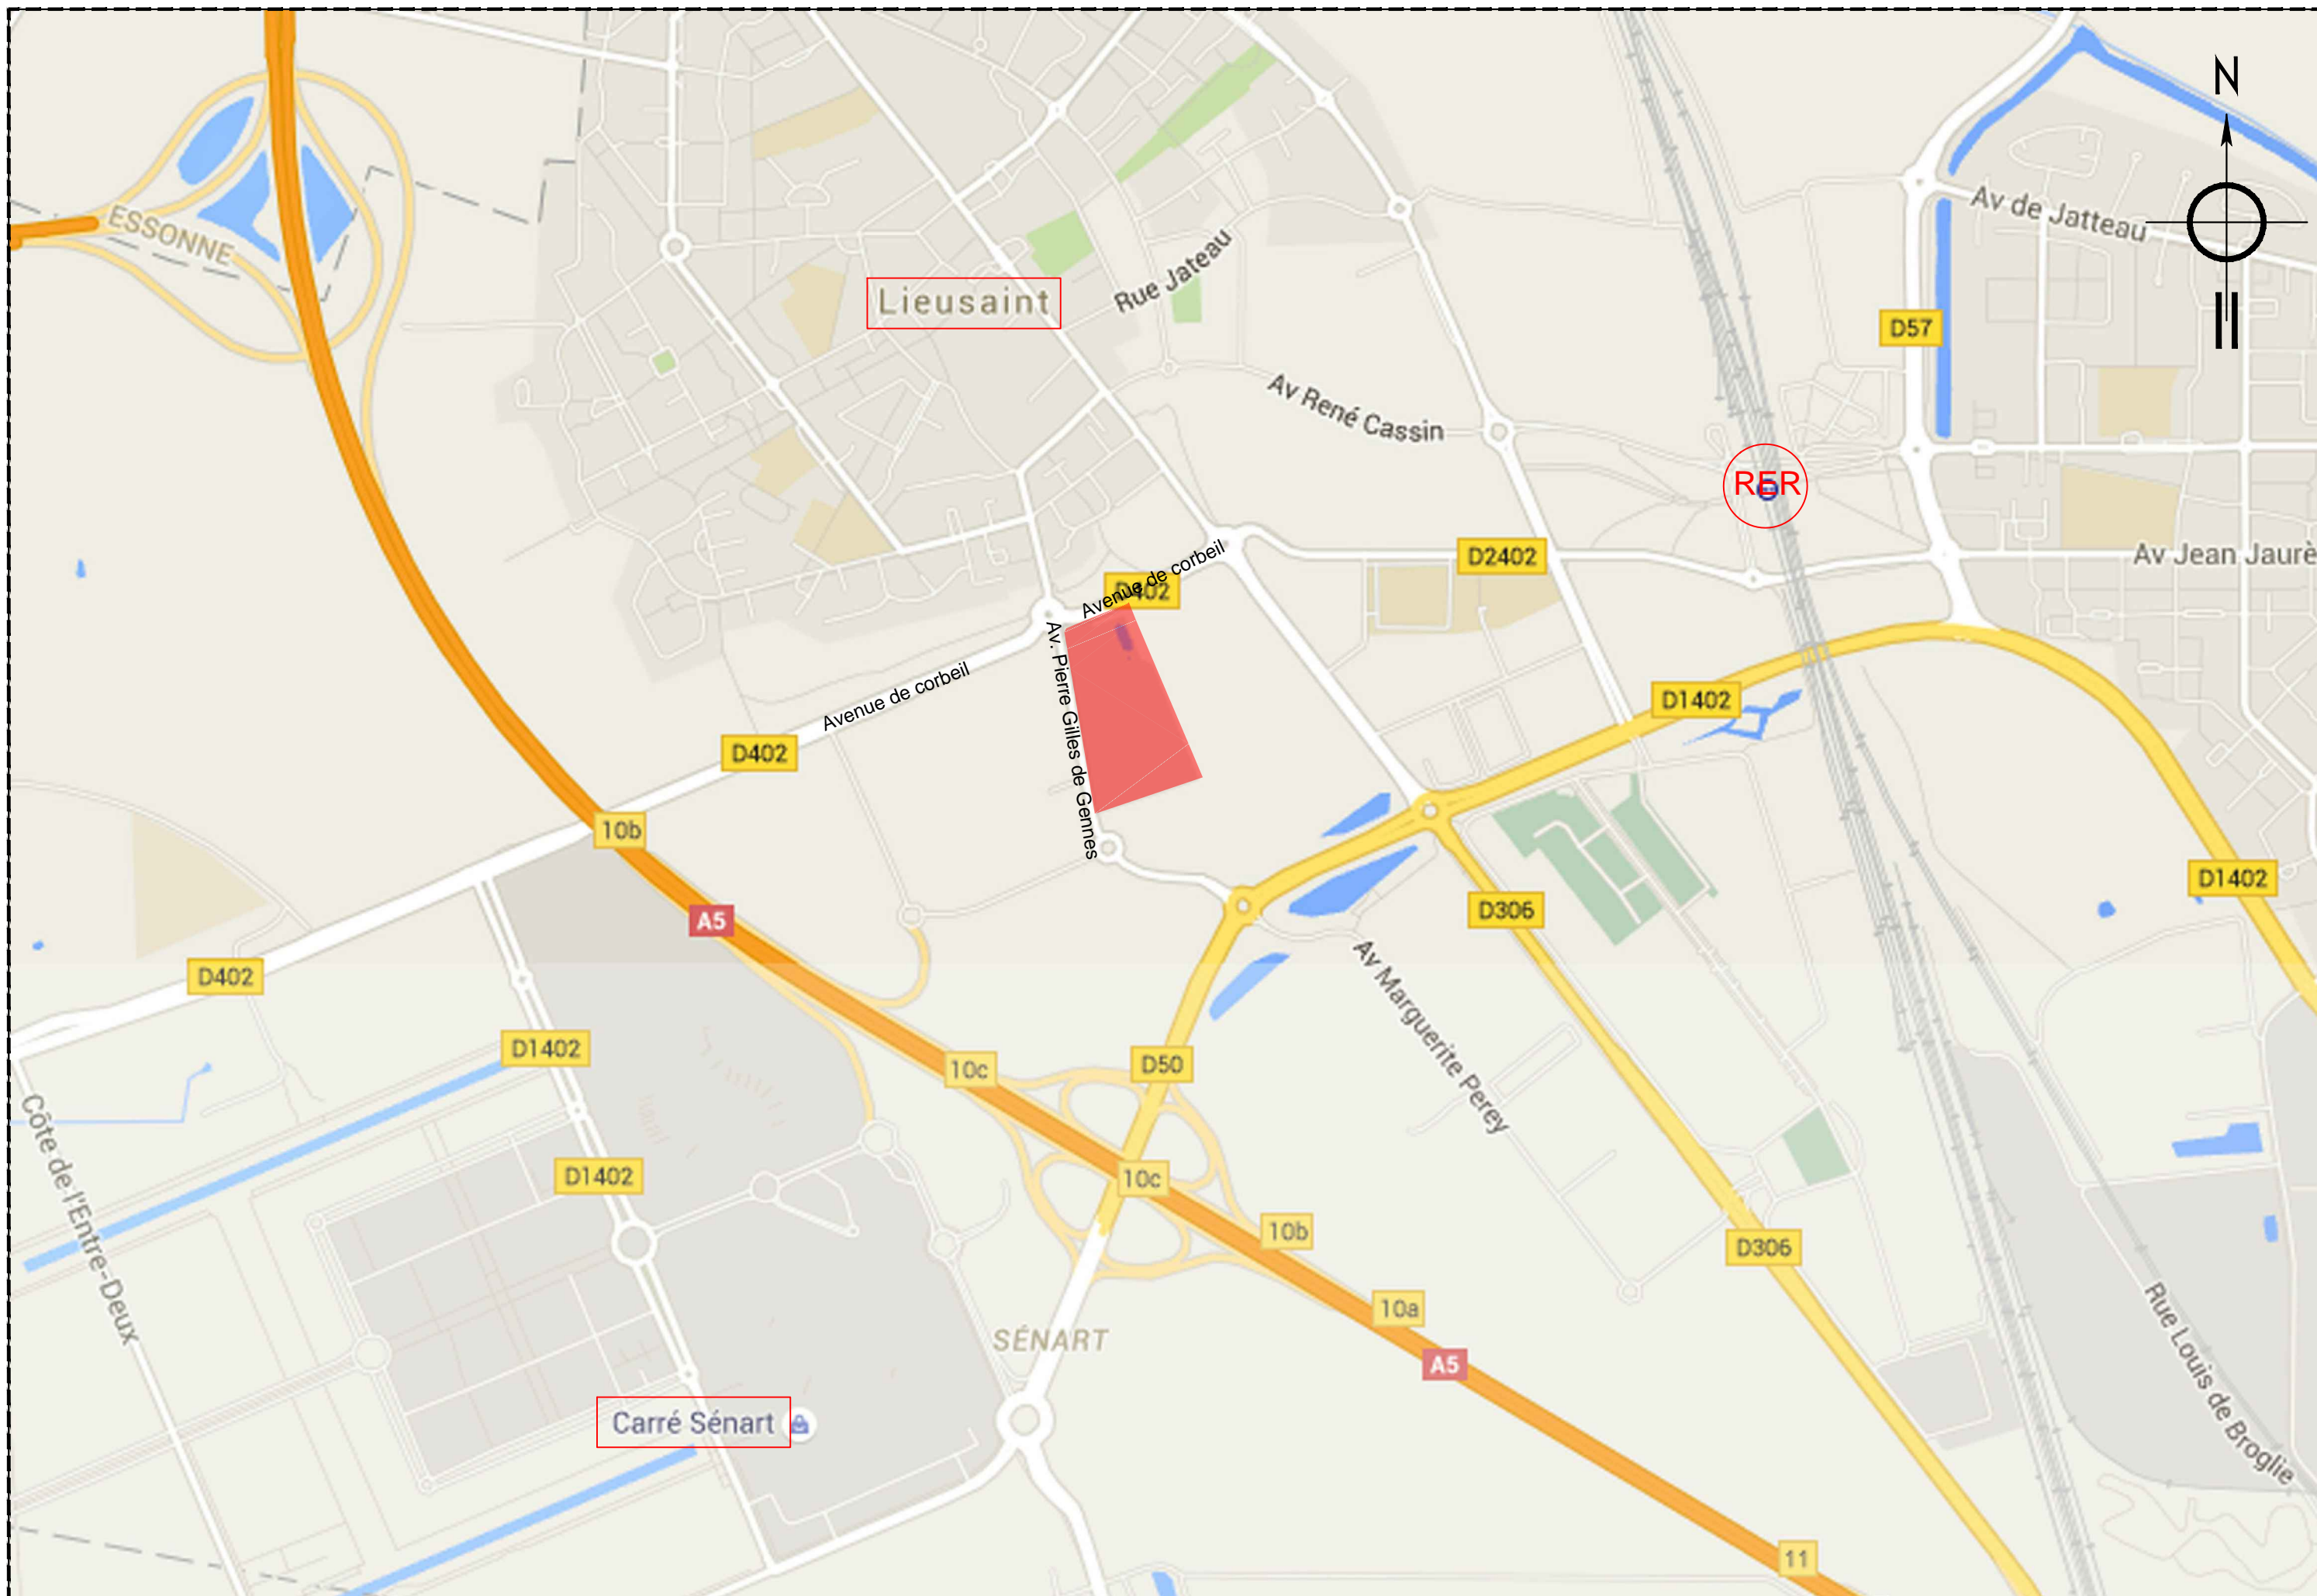 N
ESSONNE
Av de Jatteau
Rue Jateau
Lieusaint
D57
Av René Cassin
RER
D2402
Av Jean Jaurè
D402
Avenue de corbeil
Av. Pierre Gilles de Gennes
Avenue de corbeil
D1402
D402
10b
D1402
A5
D306
D402
Av Marguerite Perey
D1402
10c
D50
Côte de l'Entre-Deux
D1402
10c
10b
D306
10a
SÉNART
A5
Rue Louis de Broglie
Carré Sénart
11